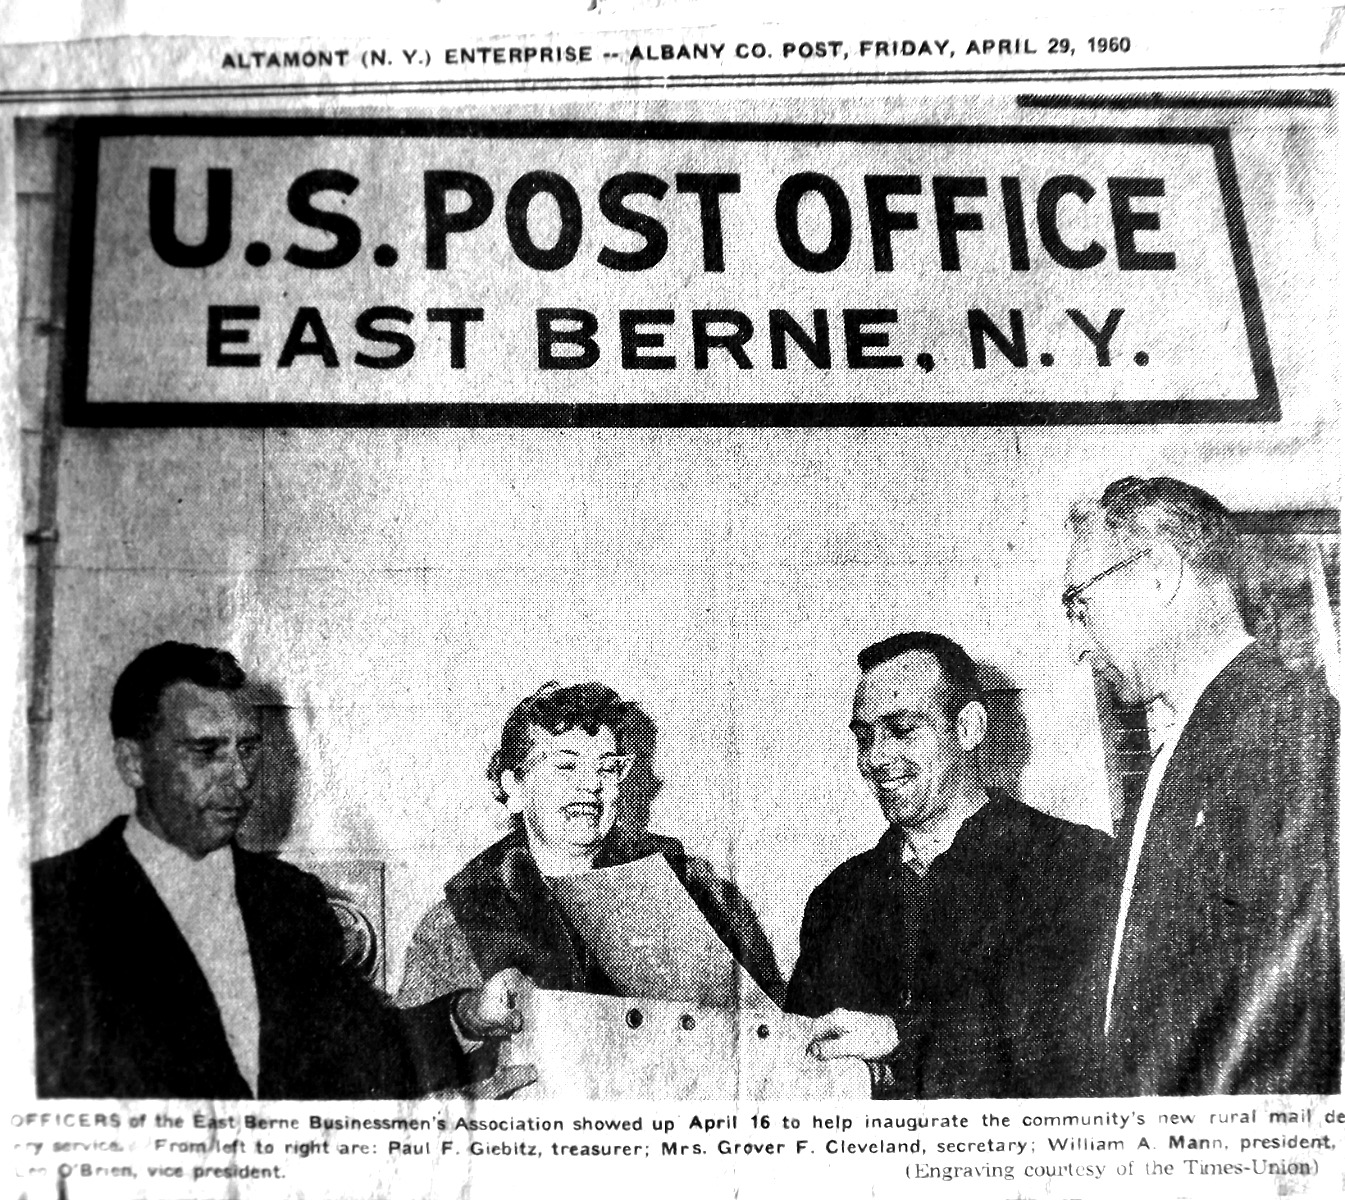 ALTAMONT (N. Y.) ENTERPRISE -- ALBANY CO. POST, FRIDAY, APRIL 29, 1960
U.S. POST OFFICE
EAST BERNE, N.Y.
OFFICERS of the East Berne Businessmen's Association showed up April 16 to help inaugurate the community's new rural mail de
ry service. From left to right are: Paul F. Giebitz, treasurer; Mrs. Grover F. Cleveland, secretary; William A. Mann, president,
O'Brien, vice president.
(Engraving courtesy of the Times-Union)